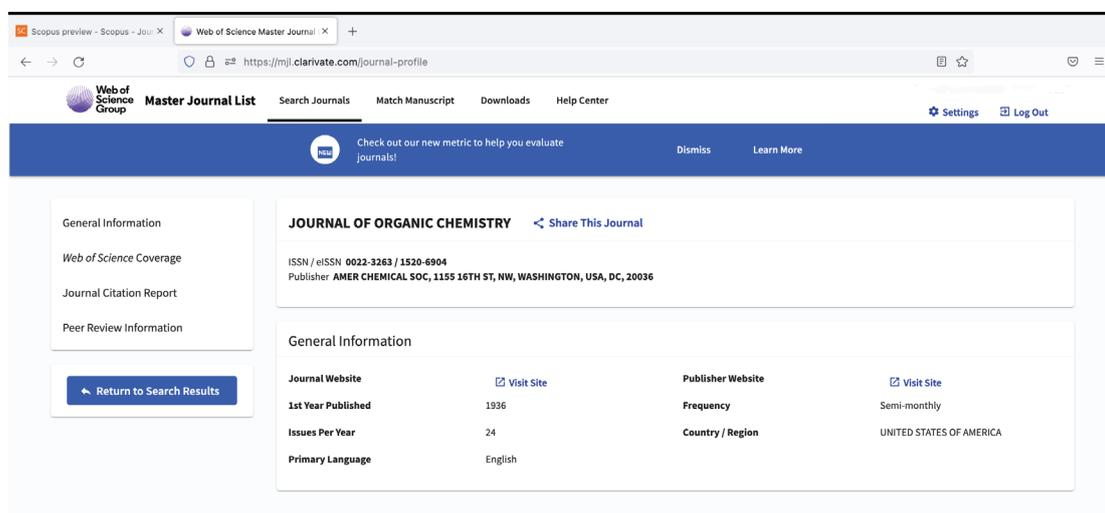 SC Scopus preview - Scopus - Jour × Web of Science Master Journal × +
https://mjl.clarivate.com/journal-profile
Web of
Science
Group
Master Journal List Search Journals Match Manuscript Downloads Help Center
Settings Log Out
NEW
Check out our new metric to help you evaluate
journals!
Dismiss Learn More
General Information
Web of Science Coverage
Journal Citation Report
Peer Review Information
Return to Search Results
JOURNAL OF ORGANIC CHEMISTRY Share This Journal
ISSN / eISSN 0022-3263 / 1520-6904
Publisher AMER CHEMICAL SOC, 1155 16TH ST, NW, WASHINGTON, USA, DC, 20036
General Information
Journal Website Visit Site Publisher Website Visit Site
1st Year Published 1936 Frequency Semi-monthly
Issues Per Year 24 Country / Region UNITED STATES OF AMERICA
Primary Language English